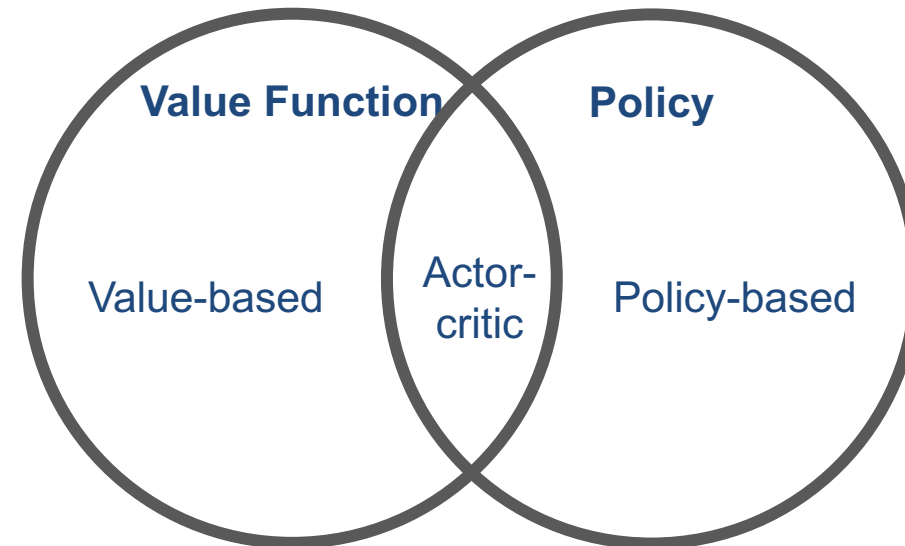 Value Function
Policy
Value-based
Actor-
critic
Policy-based